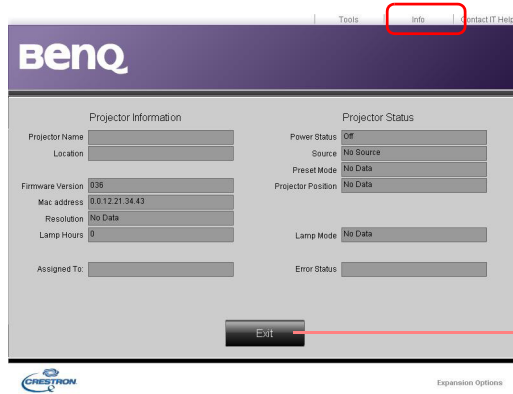 Tools Info Contact IT Help
BenQ
Projector Information
Projector Name
Location
Firmware Version 036
Mac address 0.0.12.21.34.43
Resolution No Data
Lamp Hours 0
Assigned To:
Projector Status
Power Status Off
Source No Source
Preset Mode No Data
Projector Position No Data
Lamp Mode No Data
Error Status
Exit
CRESTRON
Expansion Options